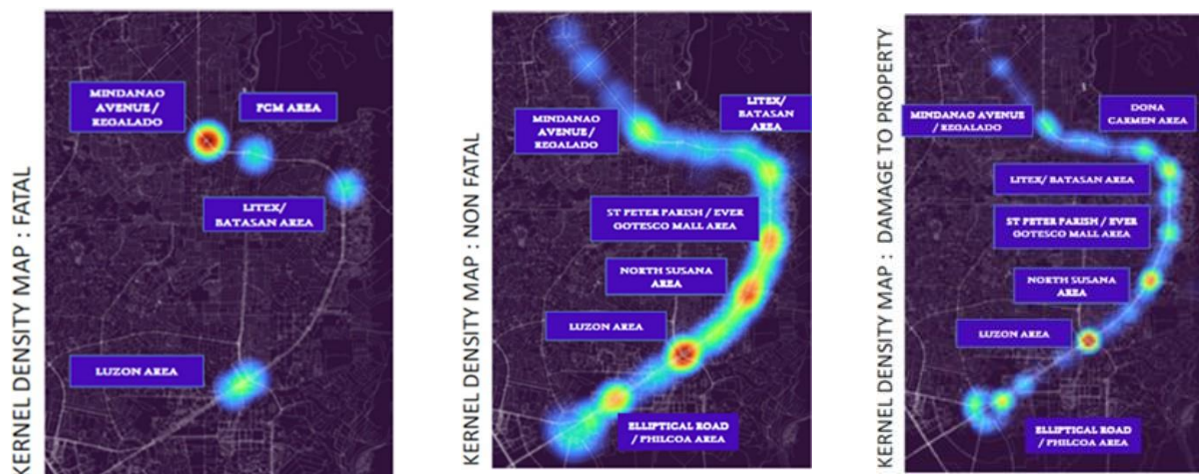 KERNEL DENSITY MAP : FATAL
MINDANAO
AVENUE/
REGALADO
FCM AREA
LITEX/
BATASAN AREA
LUZON AREA
KERNEL DENSITY MAP : NON FATAL
LITEX/
BATASAN
AREA
MINDANAO
AVENUE/
REGALADO
ST PETER PARISH / EVER
GOTESCO MALL AREA
NORTH SUSANA
AREA
LUZON AREA
ELLIPTICAL ROAD
/ PHILCOA AREA
KERNEL DENSITY MAP : DAMAGE TO PROPERTY
MINDANAO AVENUE
/ REGALADO
DONA
CARMEN AREA
LITEX/ BATASAN AREA
ST PETER PARISH / EVER
GOTESCO MALL AREA
NORTH SUSANA
AREA
LUZON AREA
ELLIPTICAL ROAD
/ PHILCOA AREA